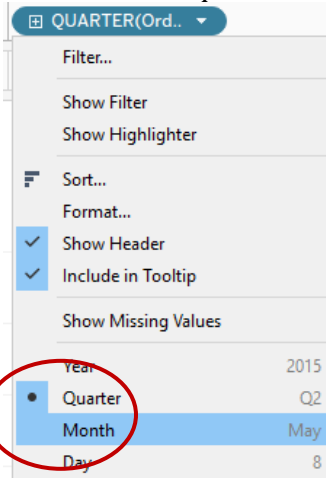 QUARTER(Ord..
Filter...
Show Filter
Show Highlighter
Sort...
Format...
Show Header
Include in Tooltip
Show Missing Values
Year 2015
Quarter Q2
Month May
Day 8